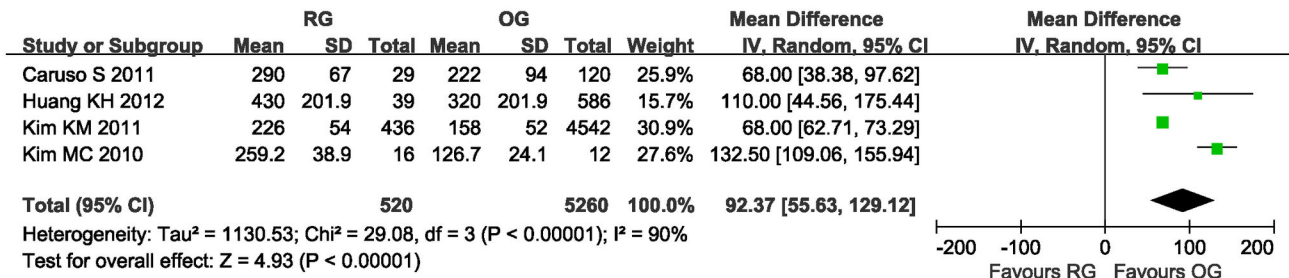 RG OG Mean Difference Mean Difference
Study or Subgroup Mean SD Total Mean SD Total Weight IV, Random, 95% CI IV, Random, 95% CI
Caruso S 2011 290 67 29 222 94 120 25.9% 68.00 [38.38, 97.62]
Huang KH 2012 430 201.9 39 320 201.9 586 15.7% 110.00 [44.56, 175.44]
Kim KM 2011 226 54 436 158 52 4542 30.9% 68.00 [62.71, 73.29]
Kim MC 2010 259.2 38.9 16 126.7 24.1 12 27.6% 132.50 [109.06, 155.94]
Total (95% CI) 520 5260 100.0% 92.37 [55.63, 129.12]
Heterogeneity: Tau² = 1130.53; Chi² = 29.08, df = 3 (P < 0.00001); I² = 90%
Test for overall effect: Z = 4.93 (P < 0.00001)
-200 -100 0 100 200
Favours RG Favours OG